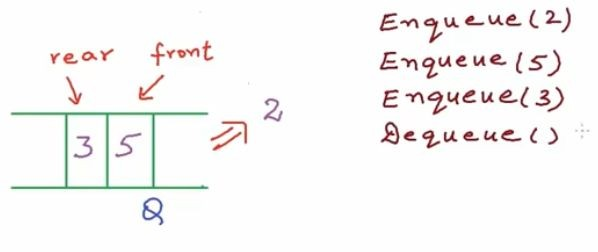 rear front
3 5
2
Q
Enqueue(2)
Enqueue(5)
Enqueue(3)
Dequeue()